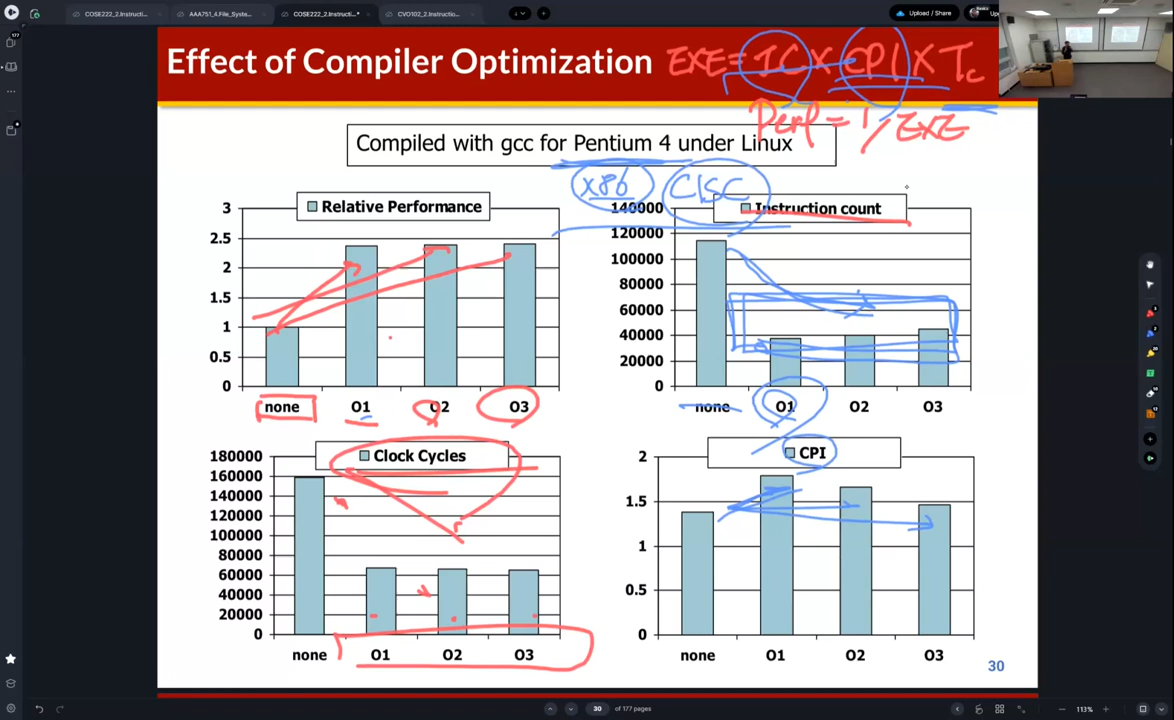 COSE222_2.Instructi...
AAA751_4.File_Syste...
COSE222_2.Instructi...*
CVO102_2.Instructio...
4
Upload / Share
177
Effect of Compiler Optimization
EXE = IC X CPI X Tc
Perf = 1/EXE
Compiled with gcc for Pentium 4 under Linux
x86 CISC
Relative Performance
3
2.5
2
1.5
1
0.5
0
none O1 O2 O3
Instruction count
140000
120000
100000
80000
60000
40000
20000
0
none O1 O2 O3
Clock Cycles
180000
160000
140000
120000
100000
80000
60000
40000
20000
0
none O1 O2 O3
CPI
2
1.5
1
0.5
0
none O1 O2 O3
30
30 of 177 pages
113%